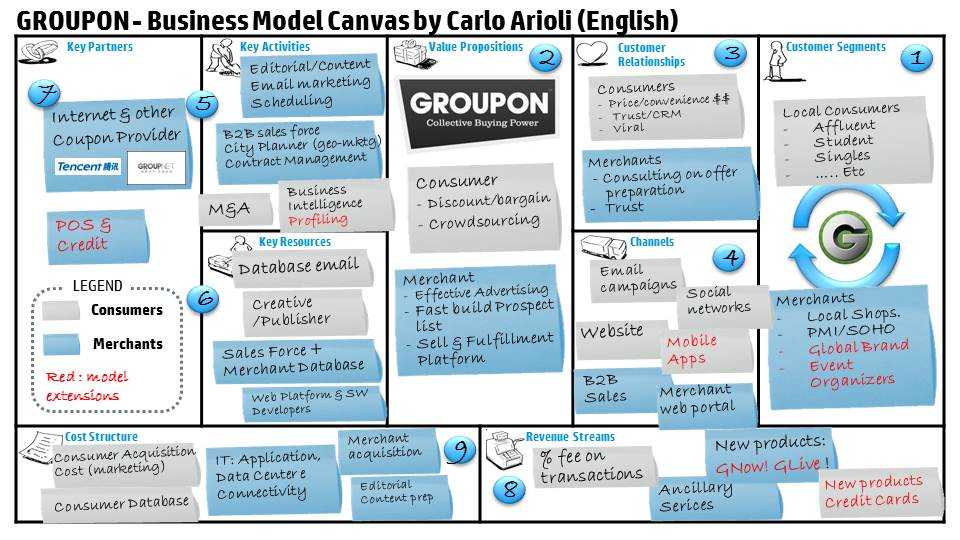 GROUPON - Business Model Canvas by Carlo Arioli (English)
Key Partners
7
Internet & other
Coupon Provider
Tencent 腾讯
GROUPNET
POS &
Credit
LEGEND
Consumers
Merchants
Red : model
extensions
Key Activities
5
Editorial/Content
Email marketing
Scheduling
B2B sales force
City Planner (geo-mktg)
Contract Management
M&A
Business
Intelligence
Profiling
Key Resources
6
Database email
Creative
/Publisher
Sales Force +
Merchant Database
Web Platform & SW
Developers
Value Propositions
2
GROUPON
Collective Buying Power
Consumer
- Discount/bargain
- Crowdsourcing
Merchant
- Effective Advertising
- Fast build Prospect
list
- Sell & Fulfillment
Platform
Customer
Relationships
3
Consumers
- Price/convenience $$
- Trust/CRM
- Viral
Merchants
- Consulting on offer
preparation
- Trust
Channels
4
Email
campaigns
Social
networks
Website
Mobile
Apps
B2B
Sales
Merchant
web portal
Customer Segments
1
Local Consumers
- Affluent
- Student
- Singles
- ..... Etc
G
Merchants
- Local Shops.
- PMI/SOHO
- Global Brand
- Event
Organizers
Cost Structure
9
Consumer Acquisition
Cost (marketing)
Consumer Database
IT: Application,
Data Center e
Connectivity
Merchant
acquisition
Editorial
Content prep
Revenue Streams
8
% fee on
transactions
New products:
GNow! GLive !
Ancillary
Serices
New products
Credit Cards